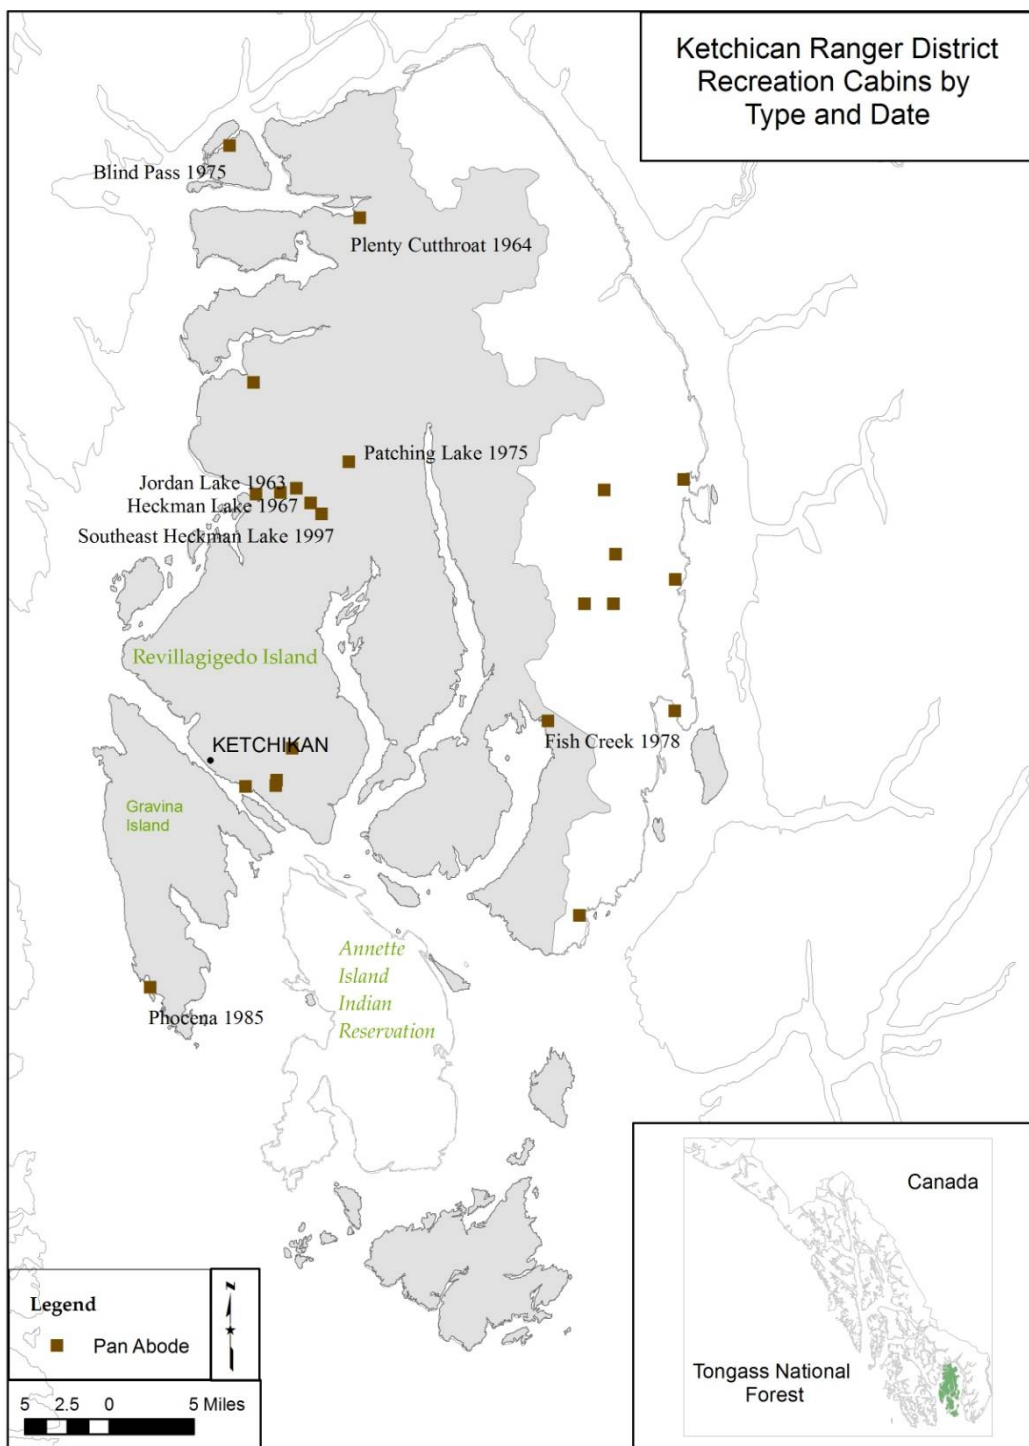 Ketchican Ranger District
Recreation Cabins by
Type and Date
Blind Pass 1975
Plenty Cutthroat 1964
Patching Lake 1975
Jordan Lake 1963
Heckman Lake 1967
Southeast Heckman Lake 1997
Revillagigedo Island
KETCHIKAN
Fish Creek 1978
Gravina
Island
Annette
Island
Indian
Reservation
Phocena 1985
Canada
Tongass National
Forest
Legend
Pan Abode
N
5 2.5 0 5 Miles